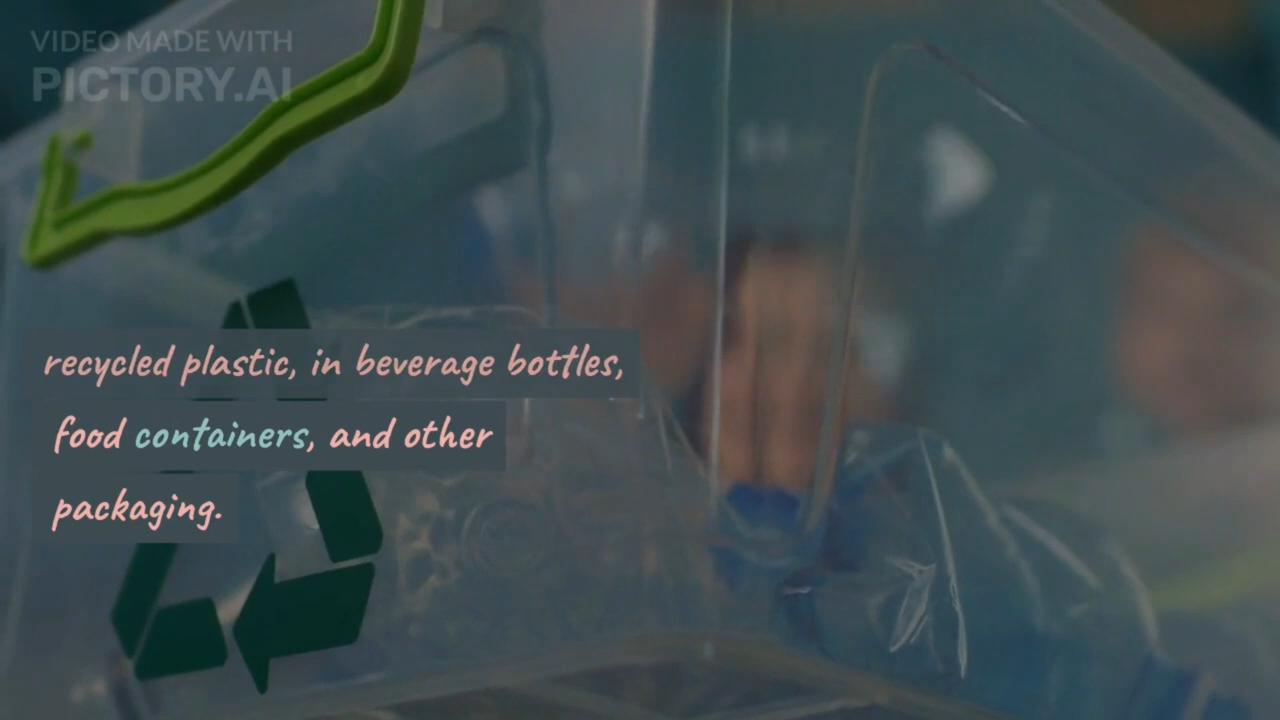 VIDEO MADE WITH
PICTORY.AI
recycled plastic, in beverage bottles,
food containers, and other
packaging.